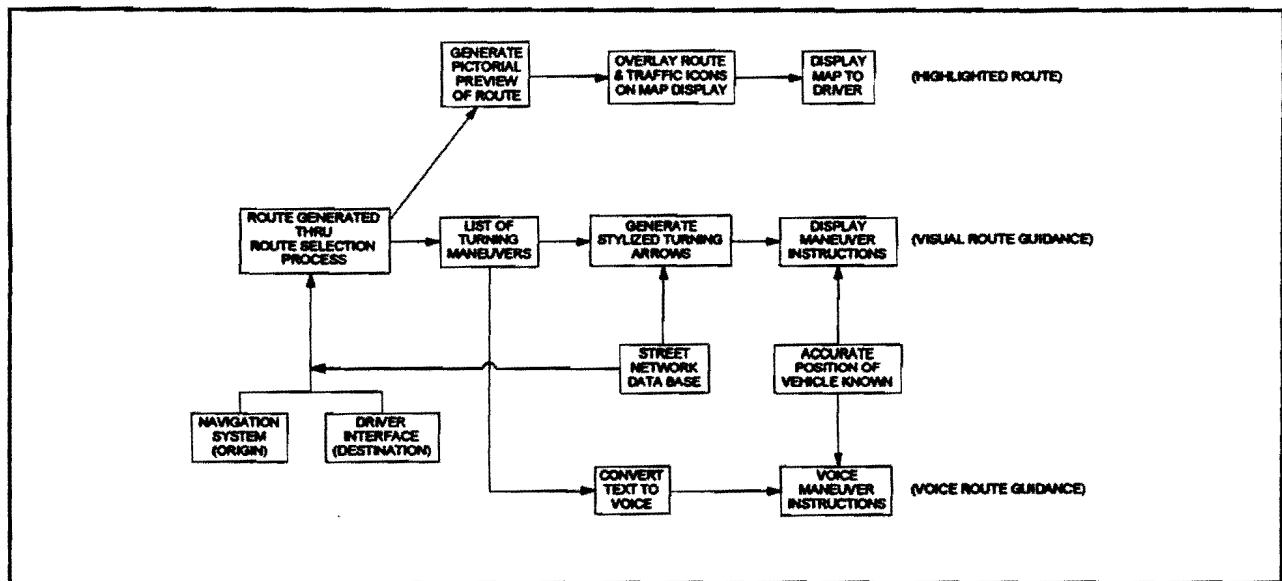 GENERATE
PICTORIAL
PREVIEW
OF ROUTE
OVERLAY ROUTE
& TRAFFIC ICONS
ON MAP DISPLAY
DISPLAY
MAP TO
DRIVER
(HIGHLIGHTED ROUTE)
ROUTE GENERATED
THRU
ROUTE SELECTION
PROCESS
LIST OF
TURNING
MANEUVERS
GENERATE
STYLIZED TURNING
ARROWS
DISPLAY
MANEUVER
INSTRUCTIONS
(VISUAL ROUTE GUIDANCE)
STREET
NETWORK
DATA BASE
ACCURATE
POSITION OF
VEHICLE KNOWN
NAVIGATION
SYSTEM
(ORIGIN)
DRIVER
INTERFACE
(DESTINATION)
CONVERT
TEXT TO
VOICE
VOICE
MANEUVER
INSTRUCTIONS
(VOICE ROUTE GUIDANCE)